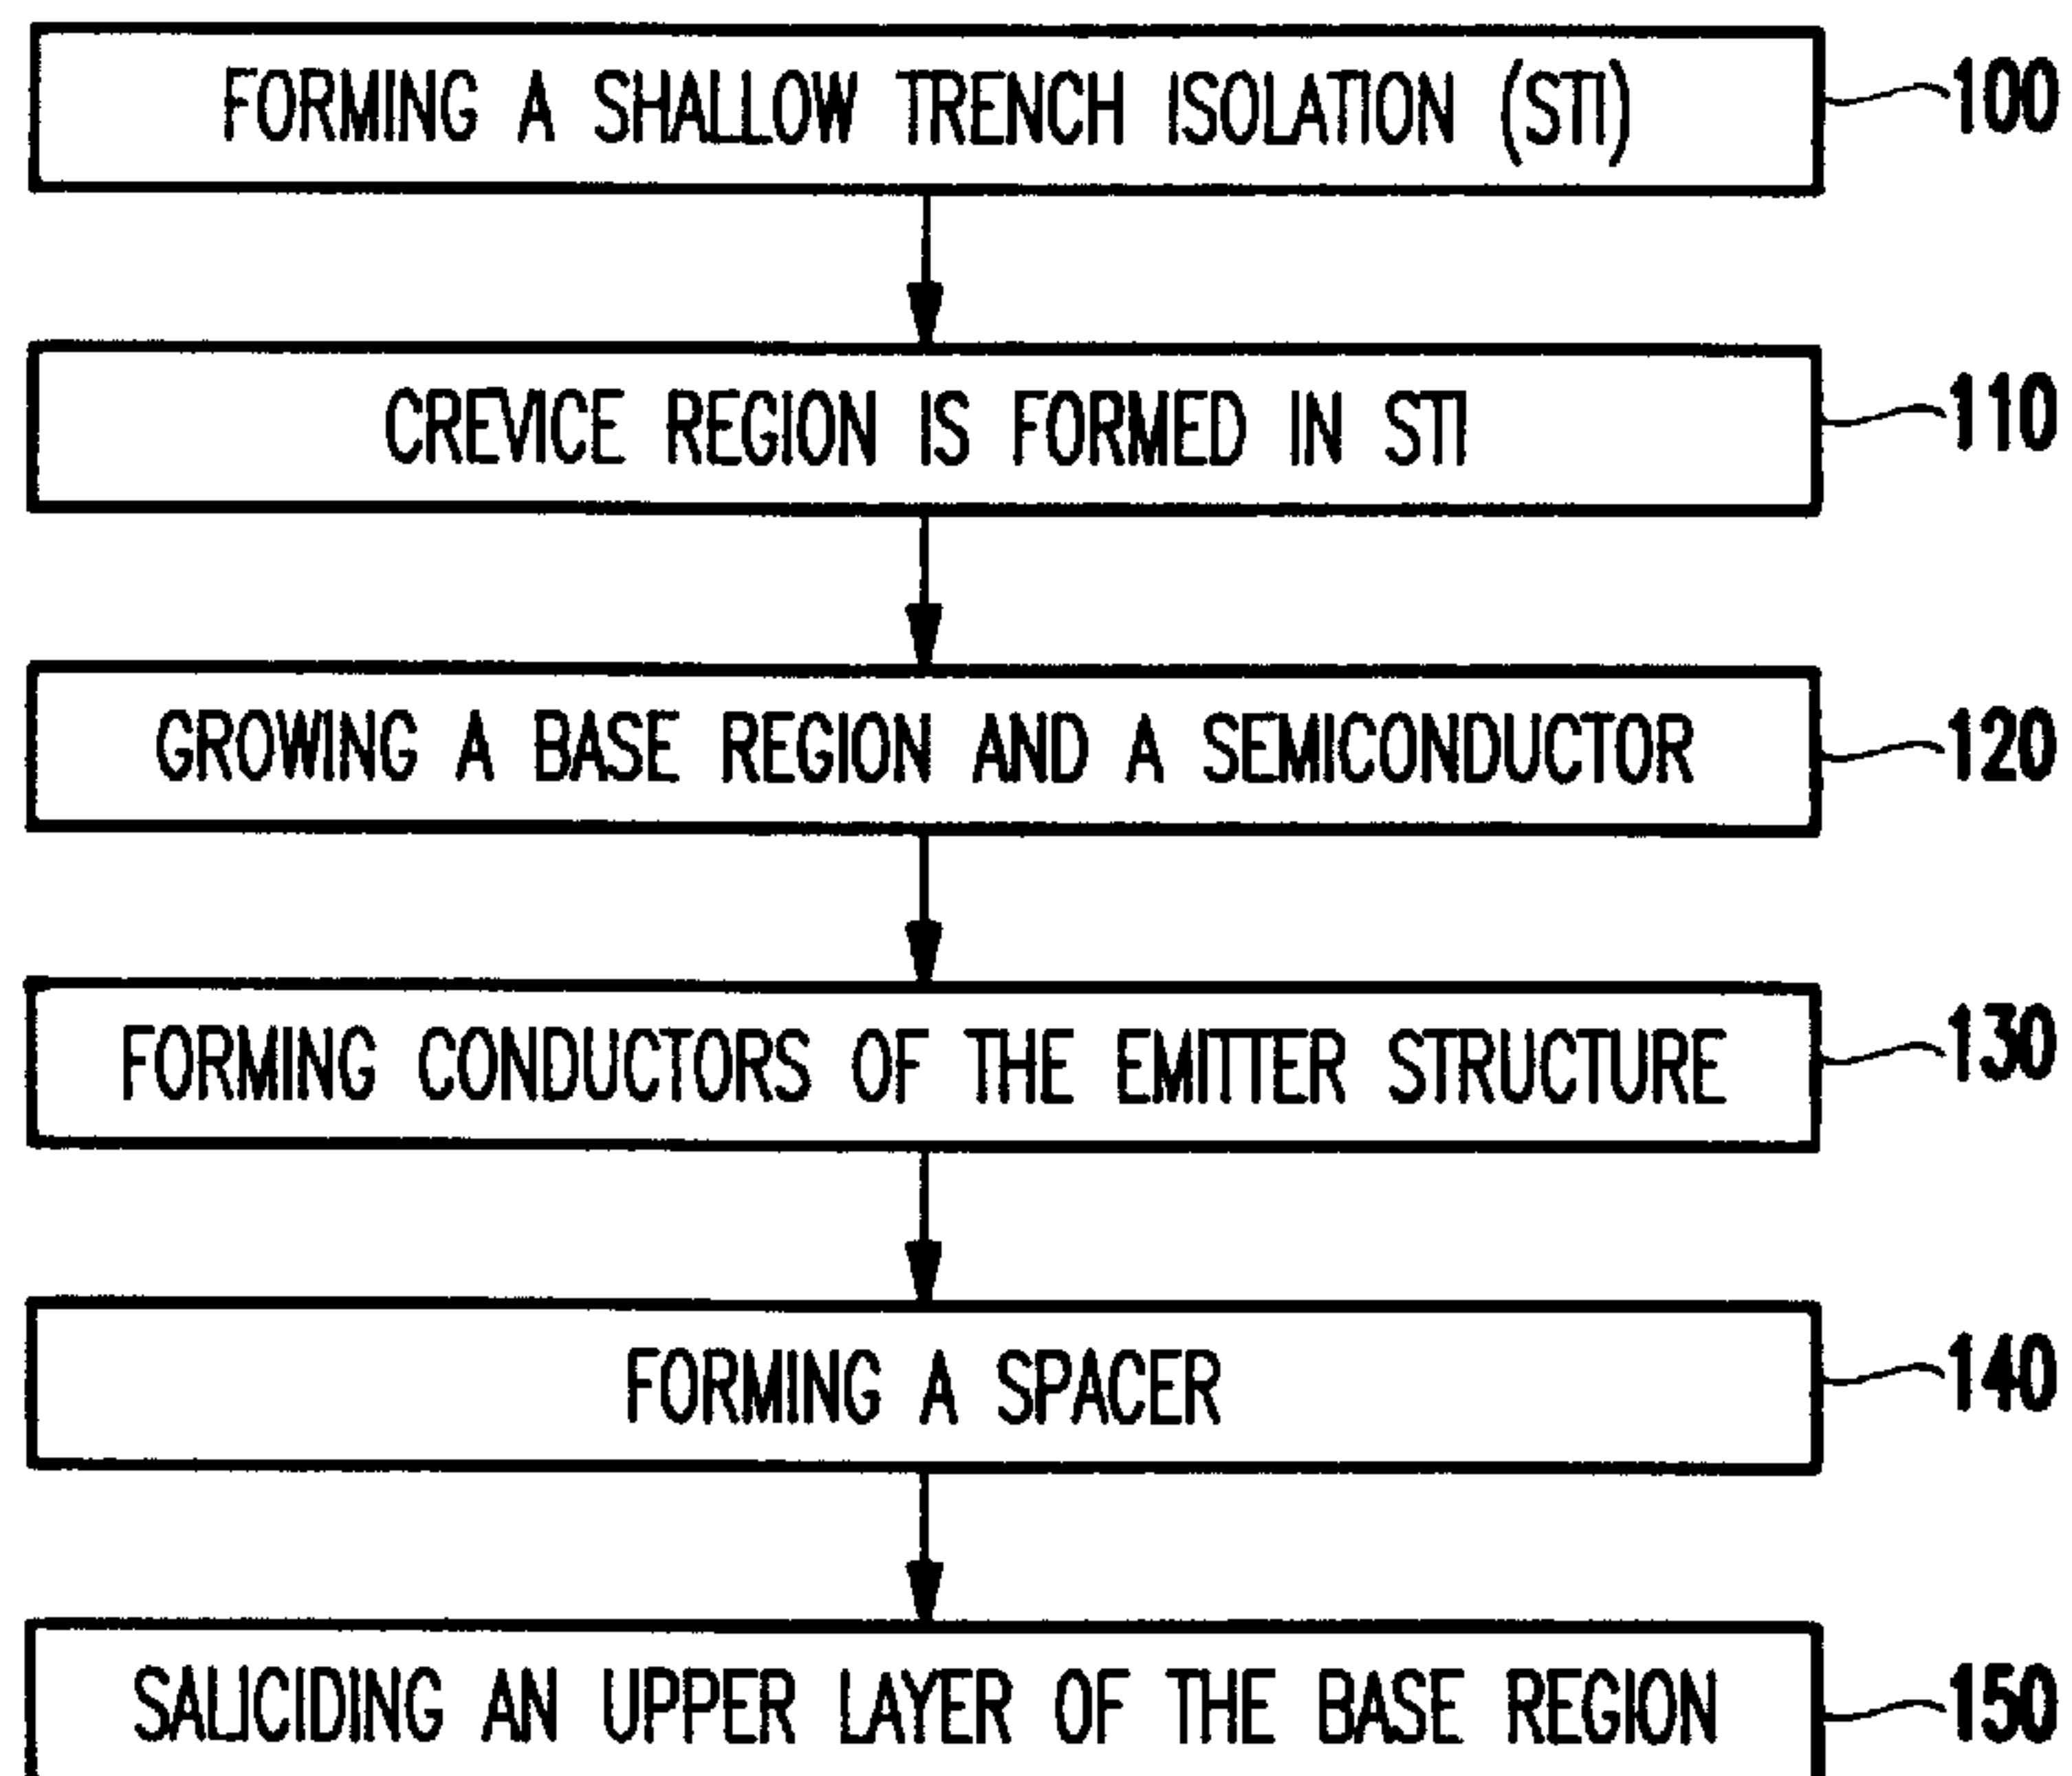 FORMING A SHALLOW TRENCH ISOLATION (STI)
100
CREVICE REGION IS FORMED IN STI
110
GROWING A BASE REGION AND A SEMICONDUCTOR
120
FORMING CONDUCTORS OF THE EMITTER STRUCTURE
130
FORMING A SPACER
140
SALICIDING AN UPPER LAYER OF THE BASE REGION
150